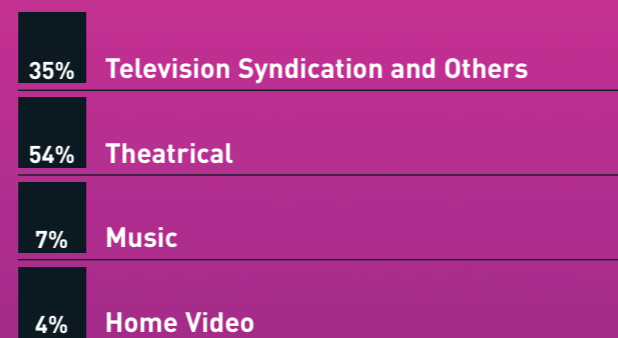 35% Television Syndication and Others
54% Theatrical
7% Music
4% Home Video